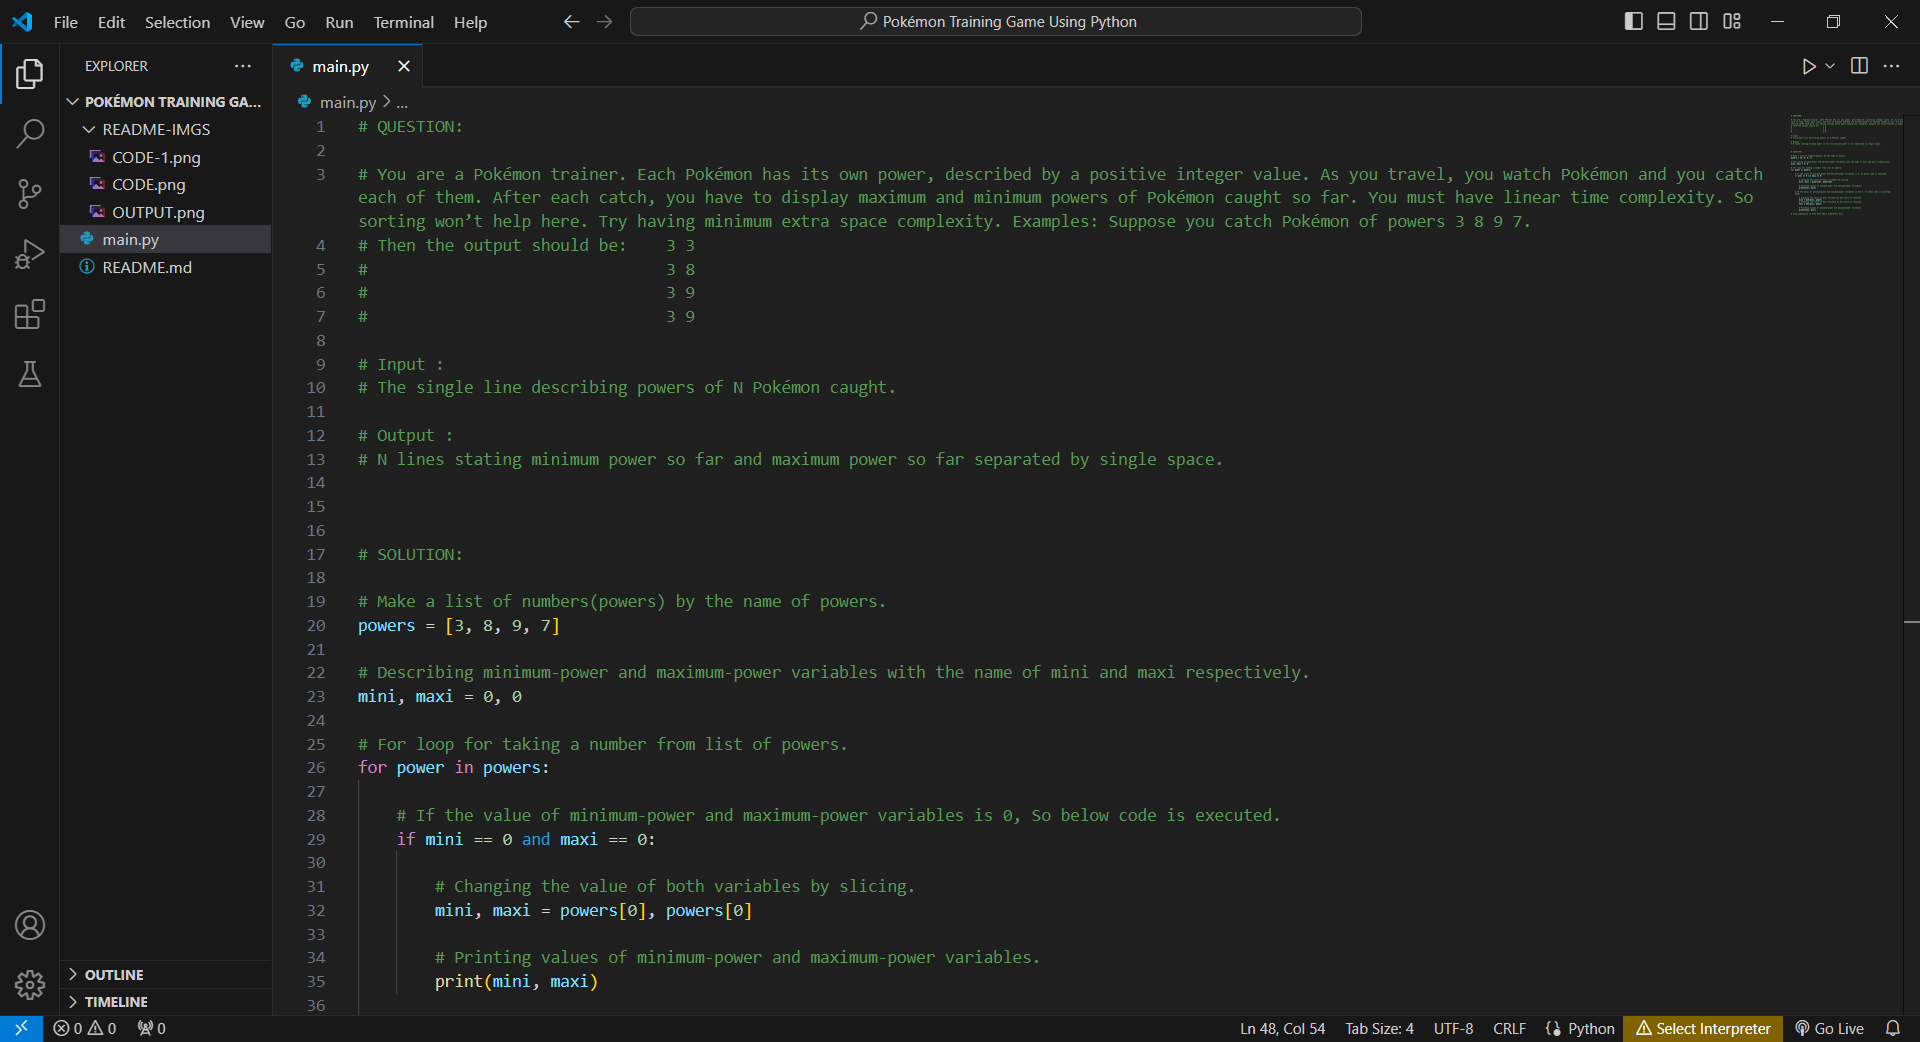 File Edit Selection View Go Run Terminal Help
Pokémon Training Game Using Python
EXPLORER
POKÉMON TRAINING GA...
README-IMGS
CODE-1.png
CODE.png
OUTPUT.png
main.py
README.md
OUTLINE
TIMELINE
main.py
main.py > ...
1 # QUESTION:
2
3 # You are a Pokémon trainer. Each Pokémon has its own power, described by a positive integer value. As you travel, you watch Pokémon and you catch
each of them. After each catch, you have to display maximum and minimum powers of Pokémon caught so far. You must have linear time complexity. So
sorting won’t help here. Try having minimum extra space complexity. Examples: Suppose you catch Pokémon of powers 3 8 9 7.
4 # Then the output should be:    3 3
5 #                               3 8
6 #                               3 9
7 #                               3 9
8
9 # Input :
10 # The single line describing powers of N Pokémon caught.
11
12 # Output :
13 # N lines stating minimum power so far and maximum power so far separated by single space.
14
15
16
17 # SOLUTION:
18
19 # Make a list of numbers(powers) by the name of powers.
20 powers = [3, 8, 9, 7]
21
22 # Describing minimum-power and maximum-power variables with the name of mini and maxi respectively.
23 mini, maxi = 0, 0
24
25 # For loop for taking a number from list of powers.
26 for power in powers:
27
28     # If the value of minimum-power and maximum-power variables is 0, So below code is executed.
29     if mini == 0 and maxi == 0:
30
31         # Changing the value of both variables by slicing.
32         mini, maxi = powers[0], powers[0]
33
34         # Printing values of minimum-power and maximum-power variables.
35         print(mini, maxi)
36
0 0 0 Ln 48, Col 54 Tab Size: 4 UTF-8 CRLF Python Select Interpreter Go Live